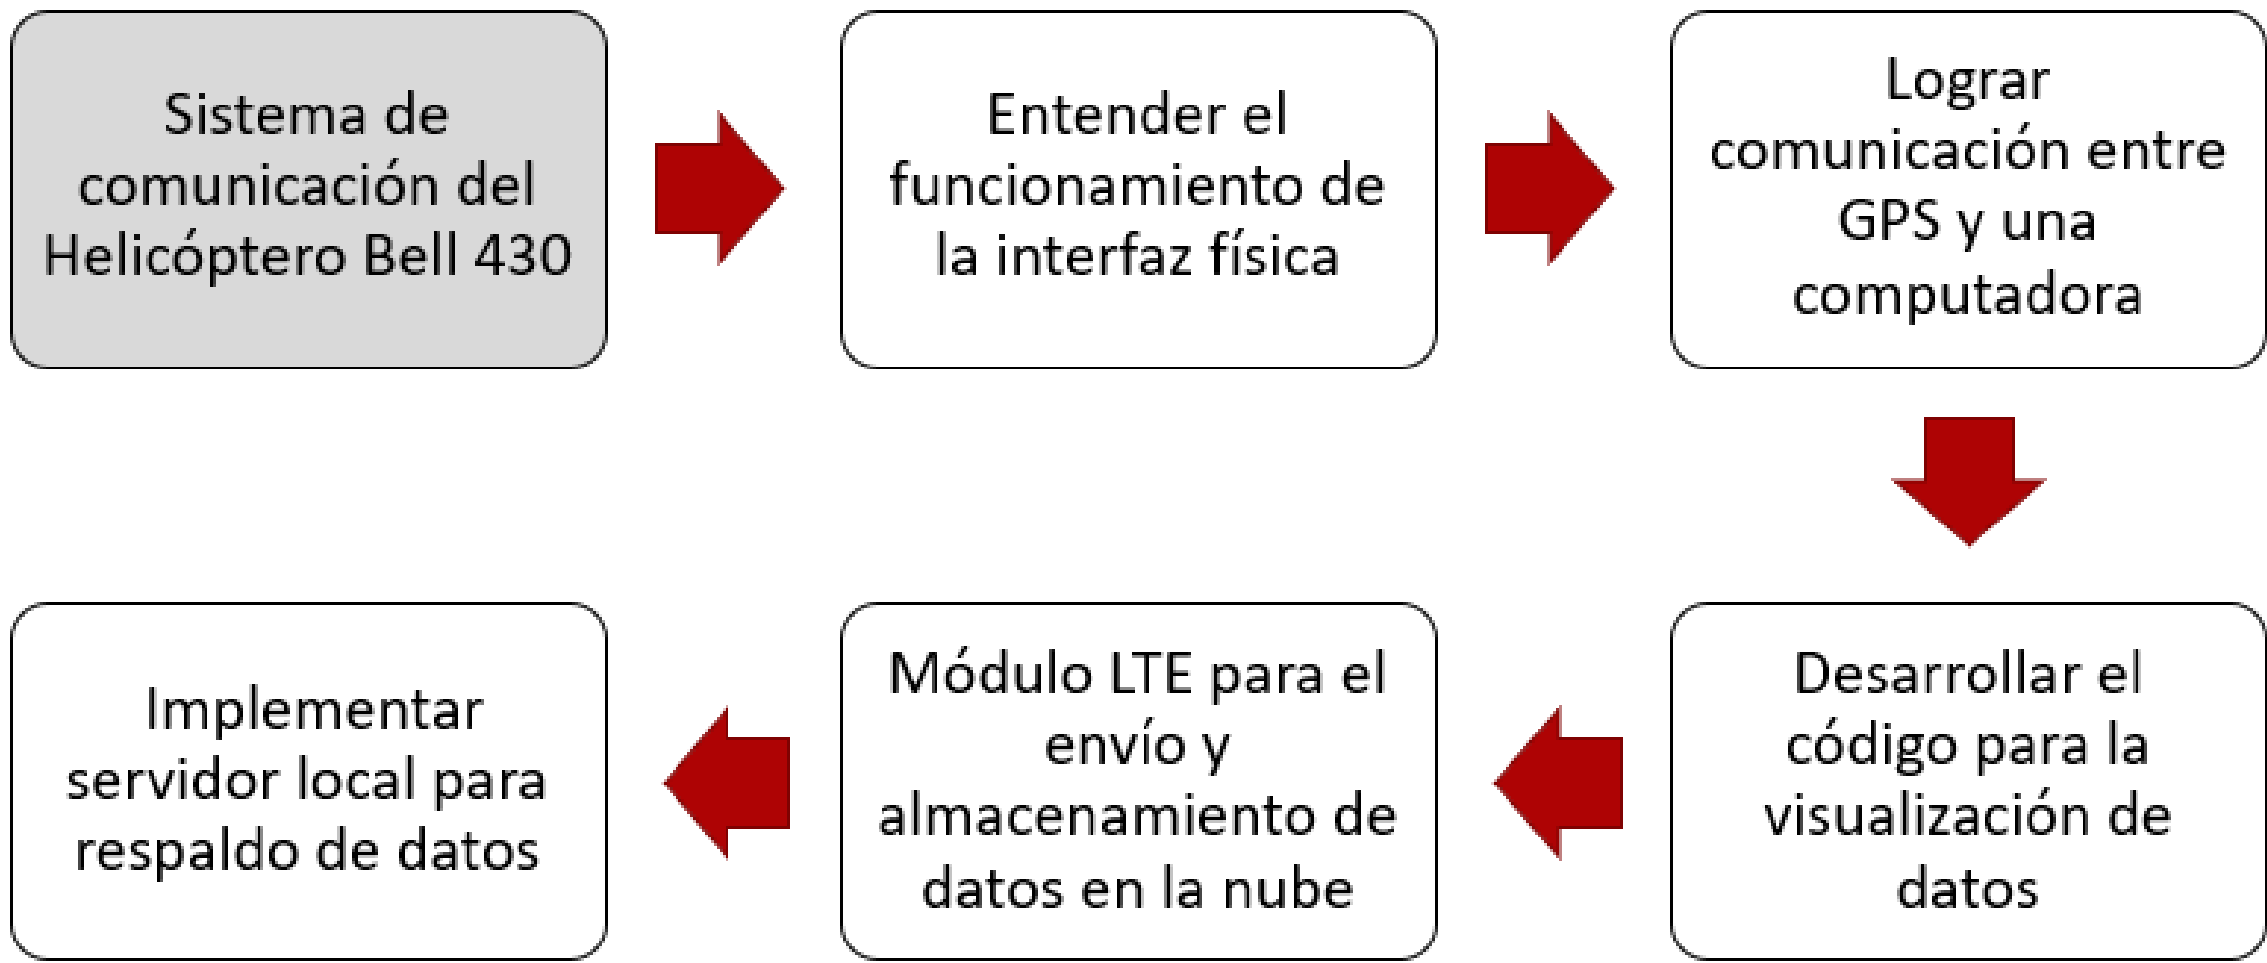 Sistema de
comunicación del
Helicóptero Bell 430
Entender el
funcionamiento de
la interfaz física
Lograr
comunicación entre
GPS y una
computadora
Desarrollar el
código para la
visualización de
datos
Módulo LTE para el
envío y
almacenamiento de
datos en la nube
Implementar
servidor local para
respaldo de datos